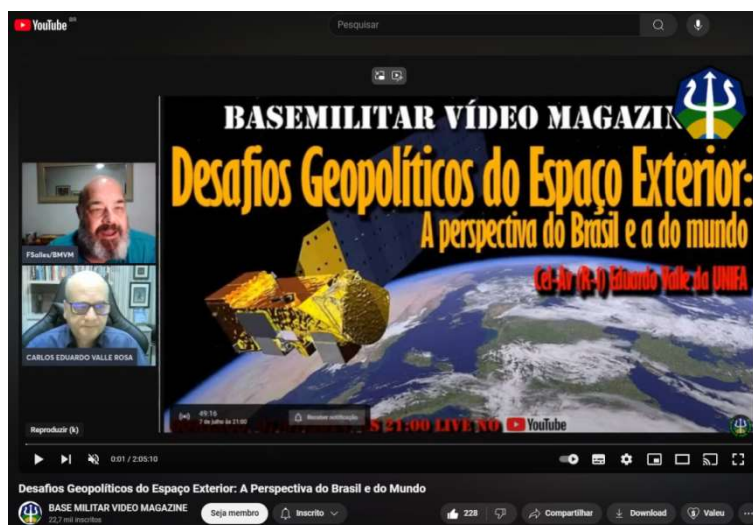 YouTube BR
Pesquisar
BASEMILITAR VÍDEO MAGAZIN
Desafios Geopolíticos do Espaço Exterior:
A perspectiva do Brasil e a do mundo
Cel-Ar (R-1) Eduardo Valle da UNIFA
FSalles/BMVM
CARLOS EDUARDO VALLE ROSA
49:16
7 de julho às 21:00
Receber notificação
Reproduzir (k)
S 21:00 LIVE NO YouTube
0:01 / 2:05:10
Desafios Geopolíticos do Espaço Exterior: A Perspectiva do Brasil e do Mundo
BASE MILITAR VIDEO MAGAZINE
22,7 mil inscritos
Seja membro
Inscrito
228
Compartilhar
Download
Valeu